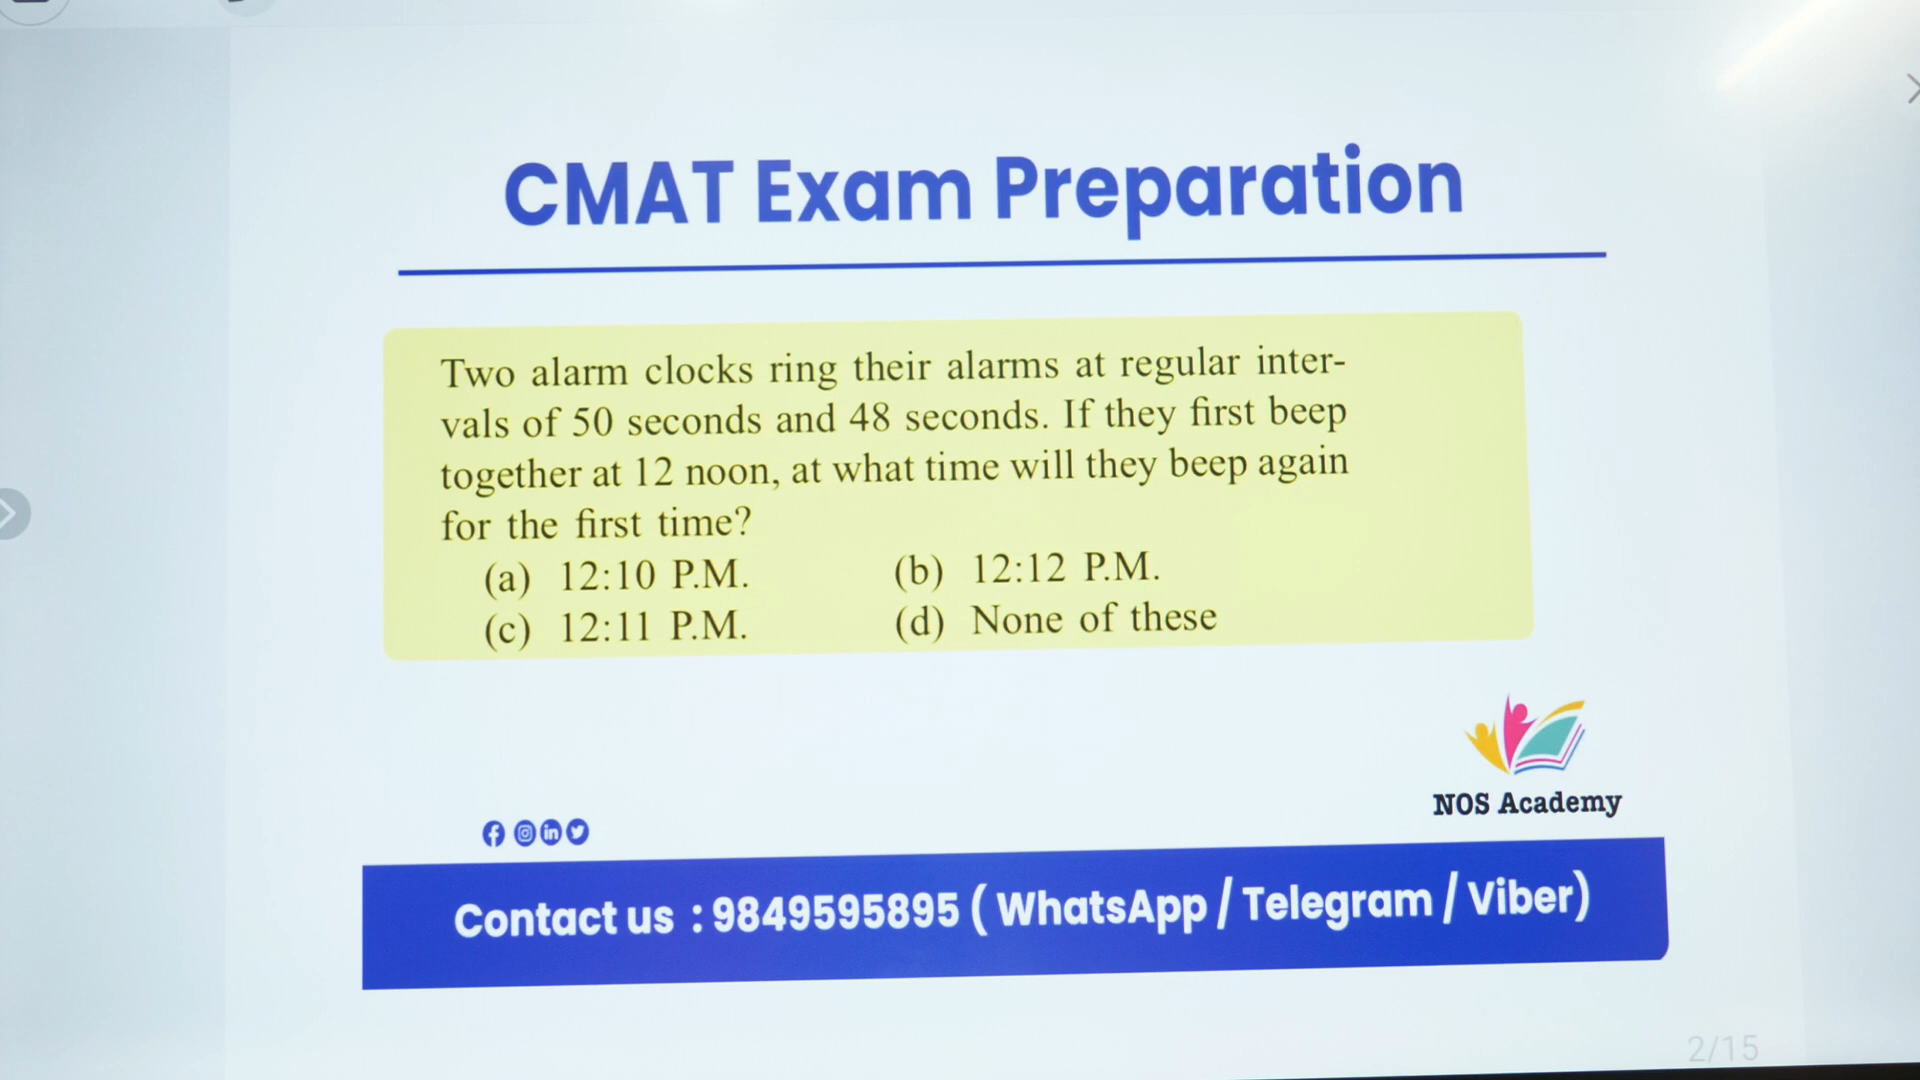 CMAT Exam Preparation
Two alarm clocks ring their alarms at regular inter-
vals of 50 seconds and 48 seconds. If they first beep
together at 12 noon, at what time will they beep again
for the first time?
(a) 12:10 P.M. (b) 12:12 P.M.
(c) 12:11 P.M. (d) None of these
NOS Academy
Contact us : 9849595895 ( WhatsApp / Telegram / Viber)
2/15